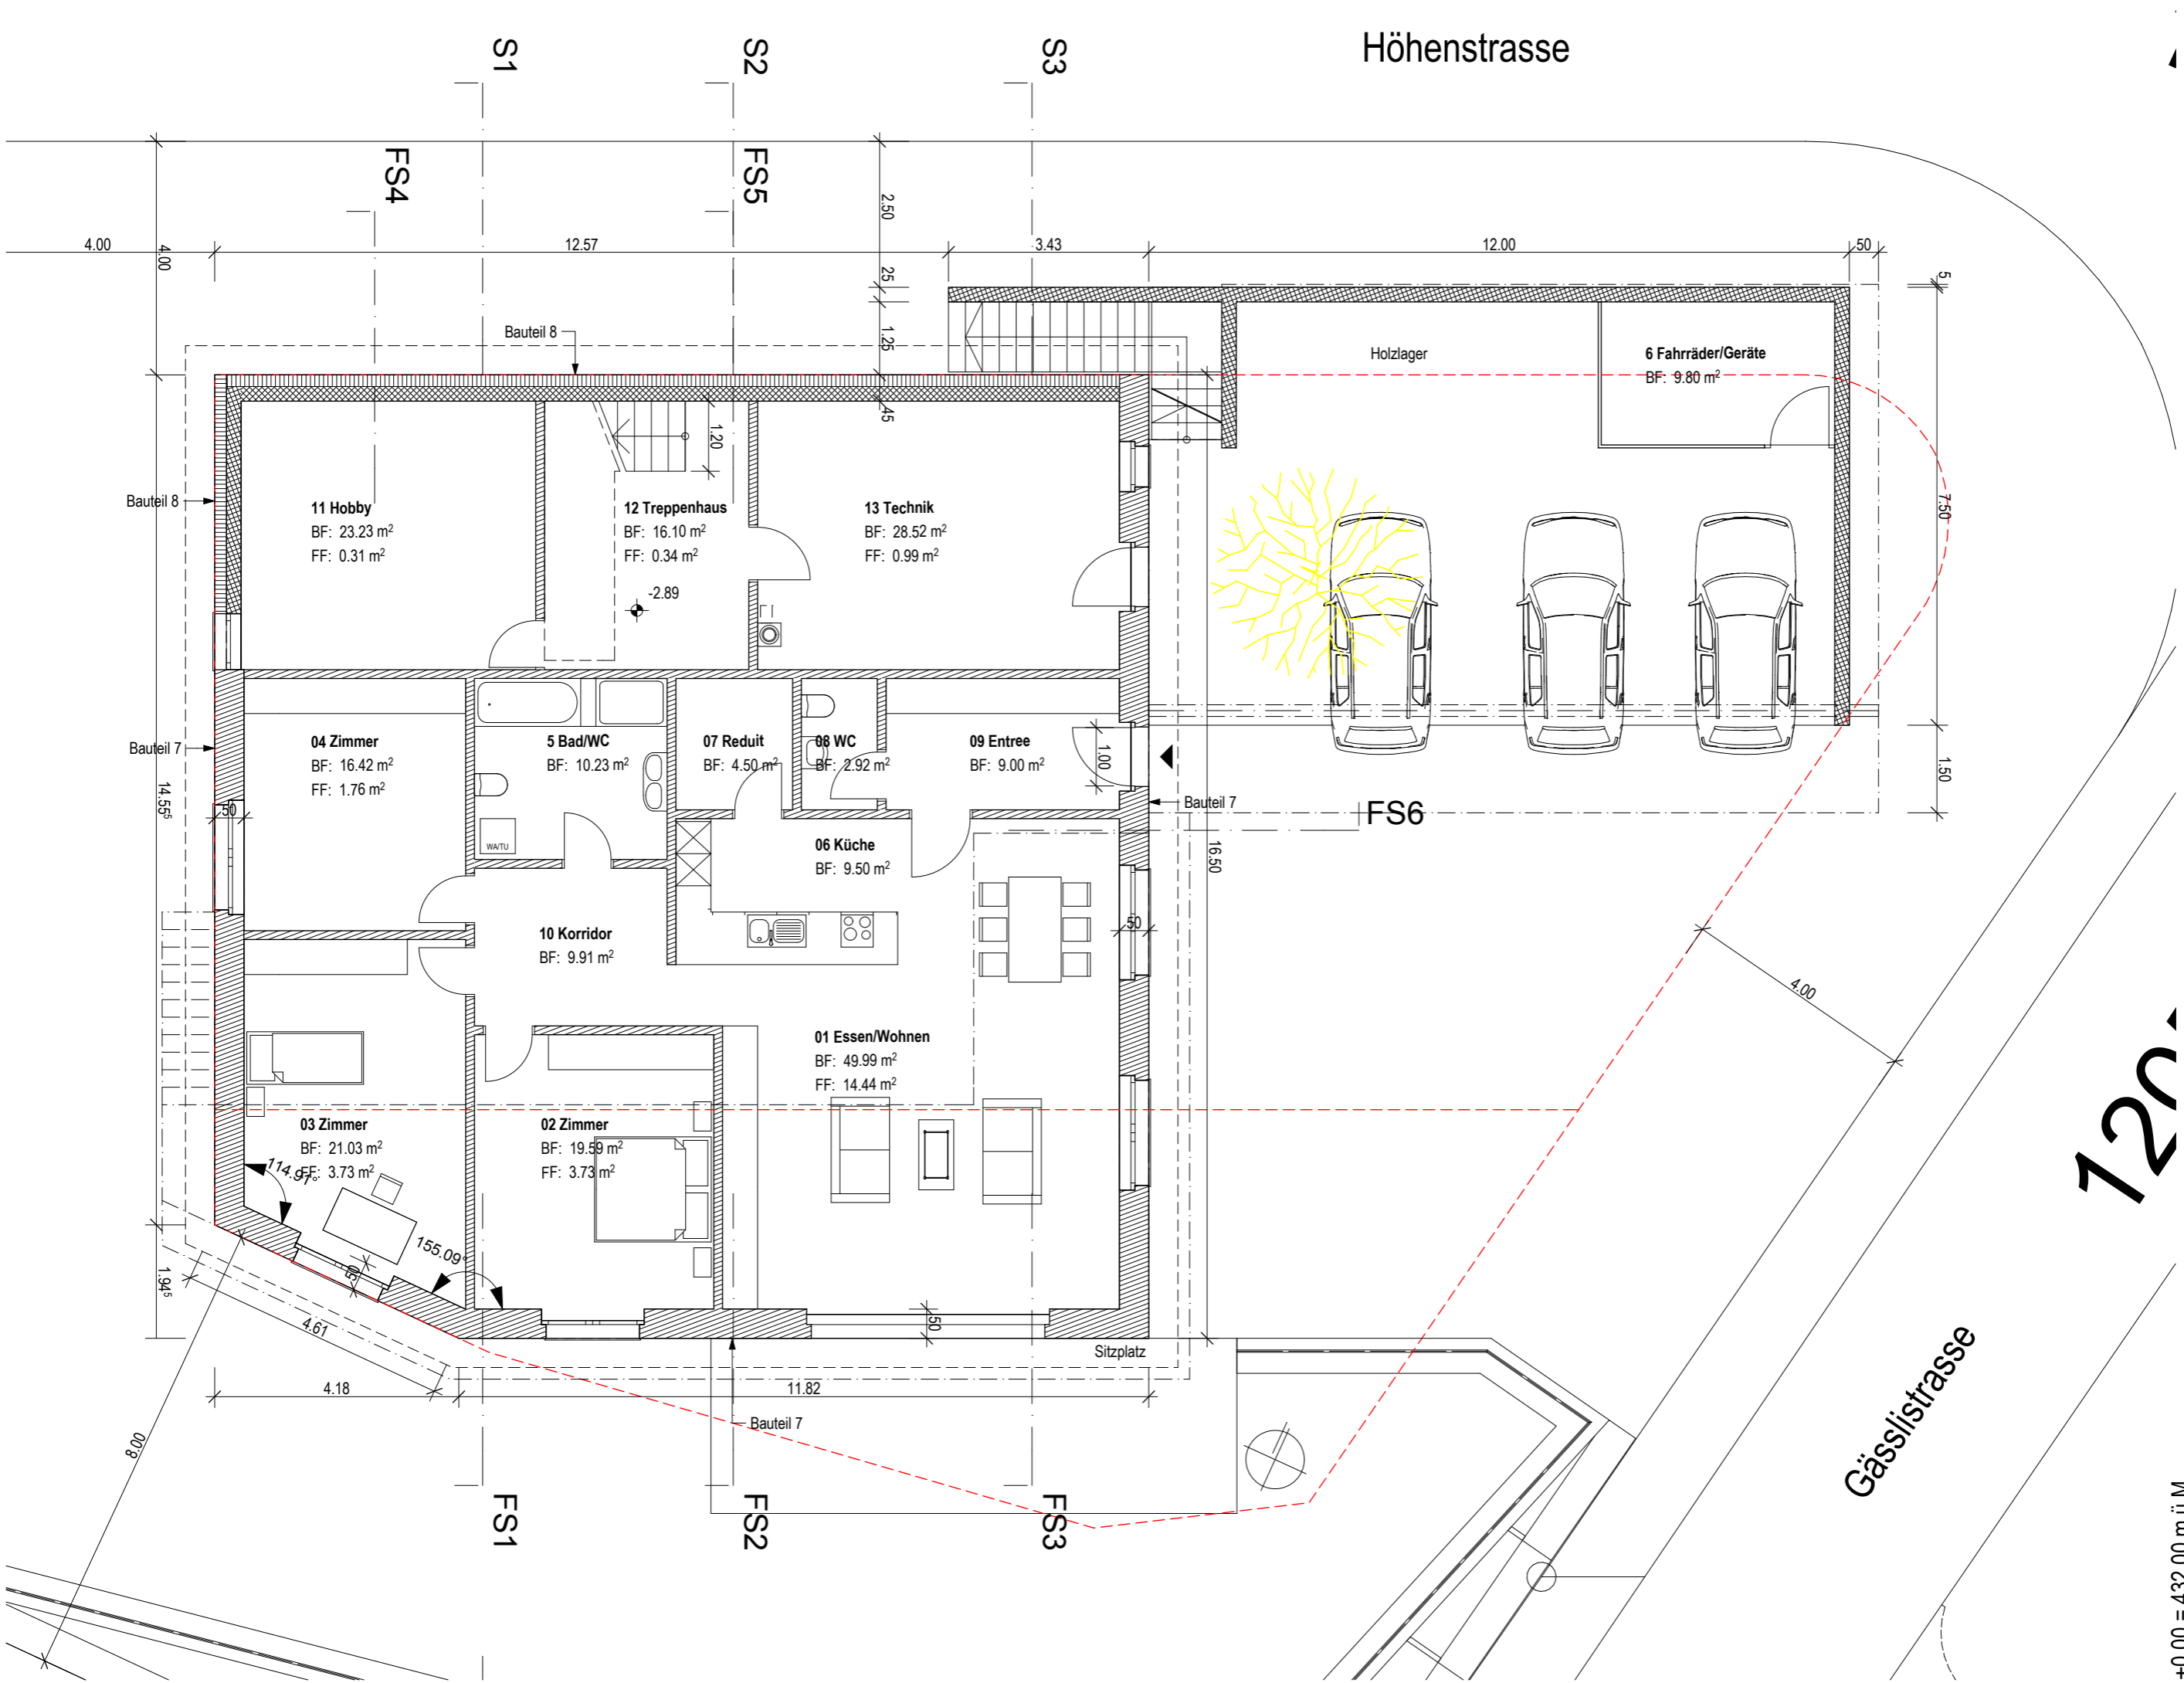 Höhenstrasse
S1
S2
S3
FS4
FS5
2.50
4.00
4.00
12.57
3.43
12.00
50
25
5
Bauteil 8
1.25
Holzlager
6 Fahrräder/Geräte
BF: 9.80 m²
45
1.20
Bauteil 8
11 Hobby
BF: 23.23 m²
FF: 0.31 m²
12 Treppenhaus
BF: 16.10 m²
FF: 0.34 m²
-2.89
13 Technik
BF: 28.52 m²
FF: 0.99 m²
7.50
Bauteil 7
04 Zimmer
BF: 16.42 m²
FF: 1.76 m²
5 Bad/WC
BF: 10.23 m²
07 Reduit
BF: 4.50 m²
08 WC
BF: 2.92 m²
09 Entree
BF: 9.00 m²
1.00
1.50
14.55⁵
50
Bauteil 7
FS6
WA/TU
06 Küche
BF: 9.50 m²
16.50
10 Korridor
BF: 9.91 m²
50
4.00
01 Essen/Wohnen
BF: 49.99 m²
FF: 14.44 m²
03 Zimmer
BF: 21.03 m²
FF: 3.73 m²
114.91°
02 Zimmer
BF: 19.59 m²
FF: 3.73 m²
120
155.09°
50
1.94⁵
4.61
50
Sitzplatz
4.18
11.82
Bauteil 7
8.00
Gässlistrasse
FS1
FS2
FS3
±0.00 = 432.00 m.ü.M